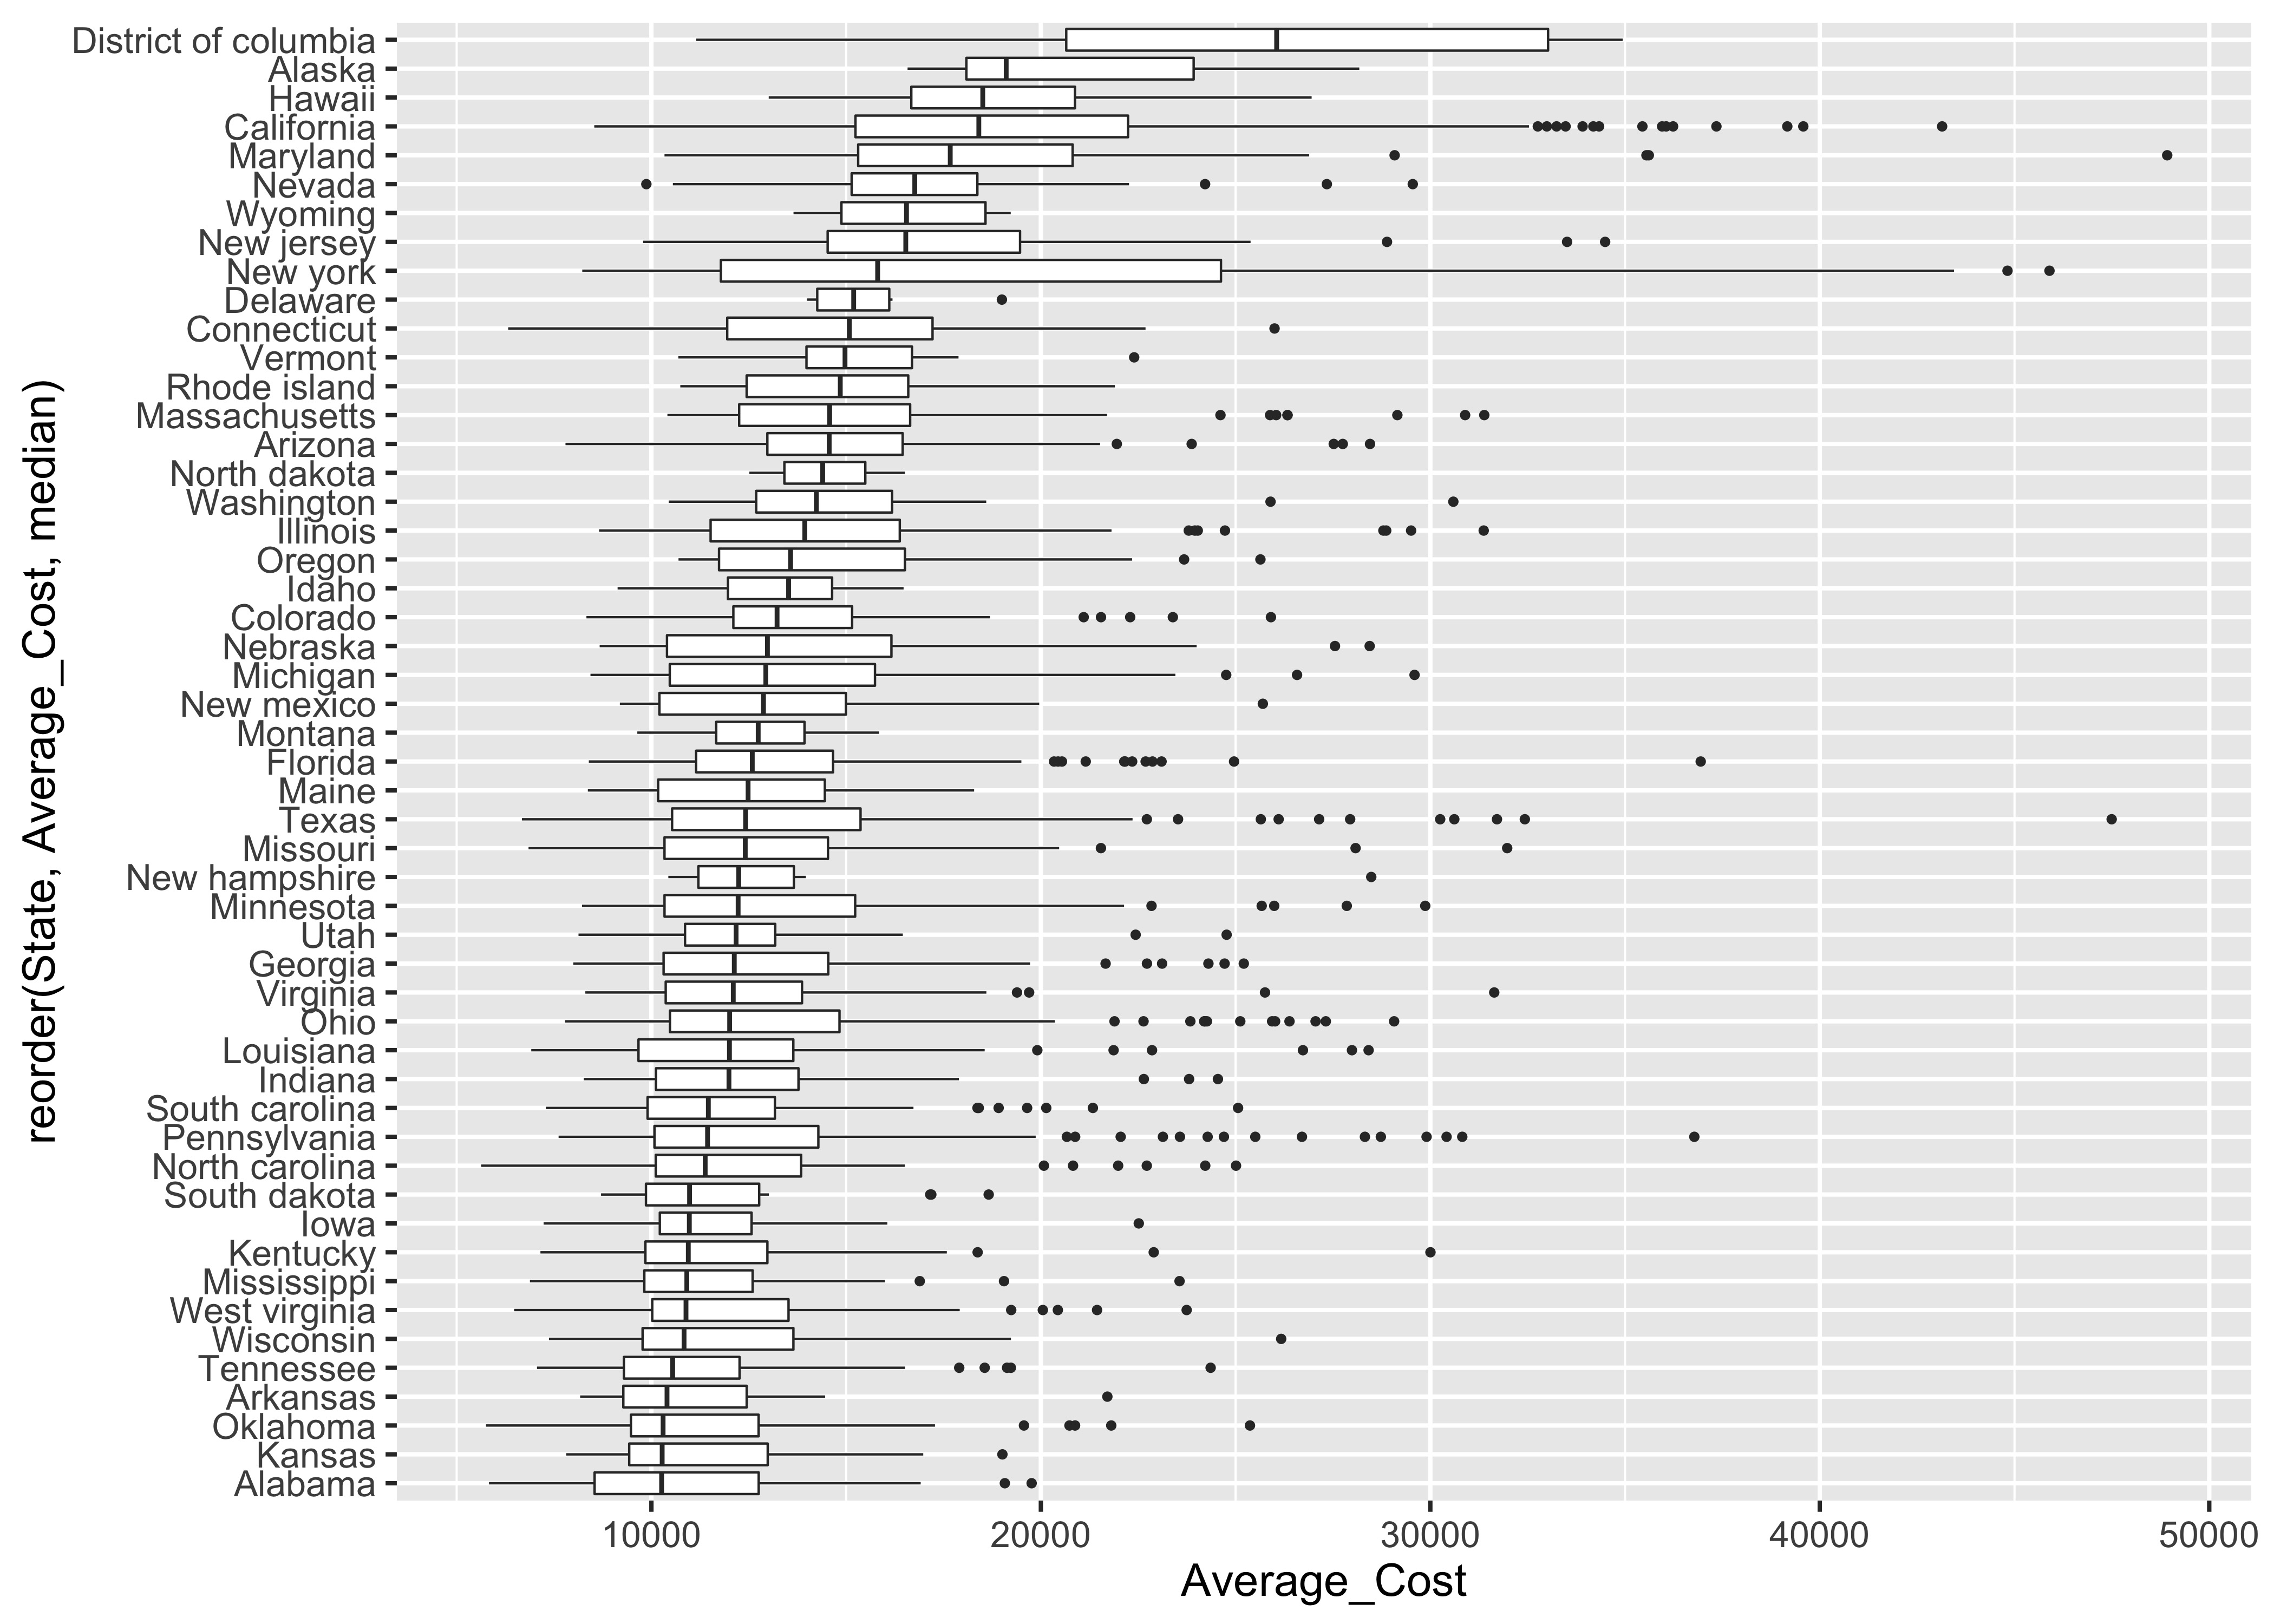 reorder(State, Average_Cost, median)
District of columbia
Alaska
Hawaii
California
Maryland
Nevada
Wyoming
New jersey
New york
Delaware
Connecticut
Vermont
Rhode island
Massachusetts
Arizona
North dakota
Washington
Illinois
Oregon
Idaho
Colorado
Nebraska
Michigan
New mexico
Montana
Florida
Maine
Texas
Missouri
New hampshire
Minnesota
Utah
Georgia
Virginia
Ohio
Louisiana
Indiana
South carolina
Pennsylvania
North carolina
South dakota
Iowa
Kentucky
Mississippi
West virginia
Wisconsin
Tennessee
Arkansas
Oklahoma
Kansas
Alabama
10000 20000 30000 40000 50000
Average_Cost